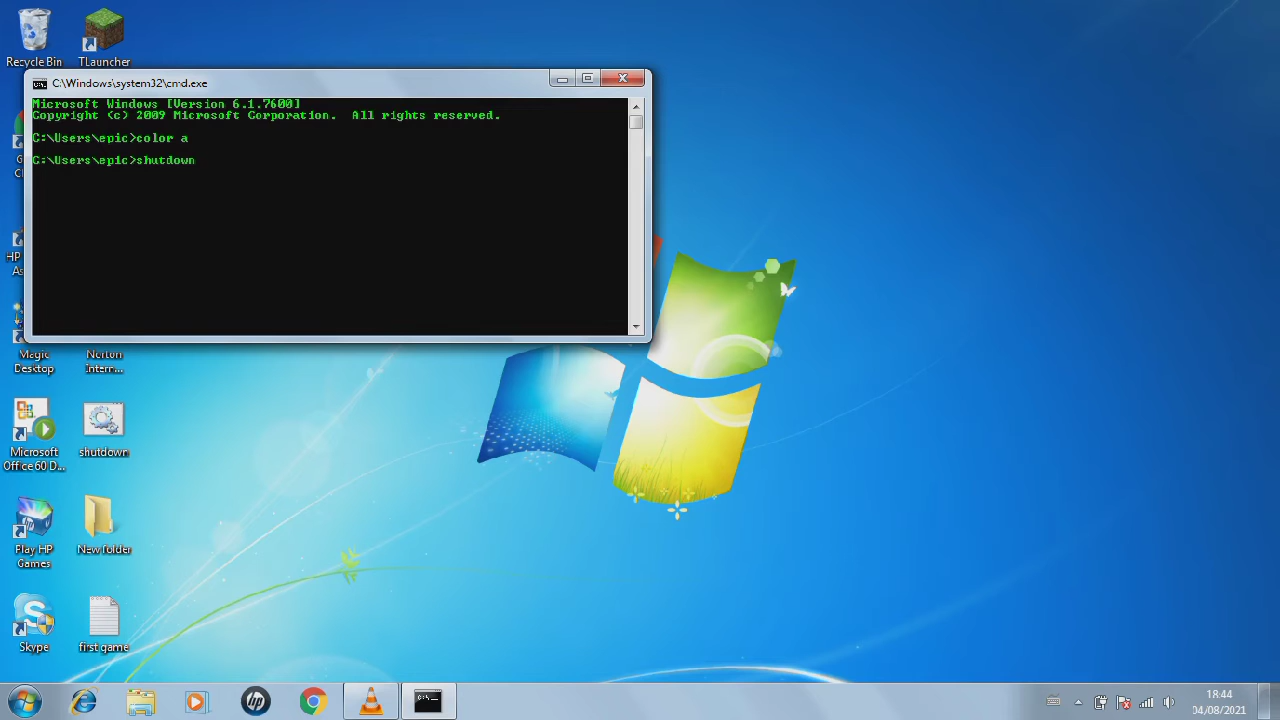 Recycle Bin
TLauncher
C:\Windows\system32\cmd.exe
Microsoft Windows [Version 6.1.7600]
Copyright (c) 2009 Microsoft Corporation.  All rights reserved.
C:\Users\epic>color a
C:\Users\epic>shutdown
HP
Magic
Desktop
Norton
Intern...
Microsoft
Office 60 D...
shutdown
Play HP
Games
New folder
Skype
first game
18:44
04/08/2021